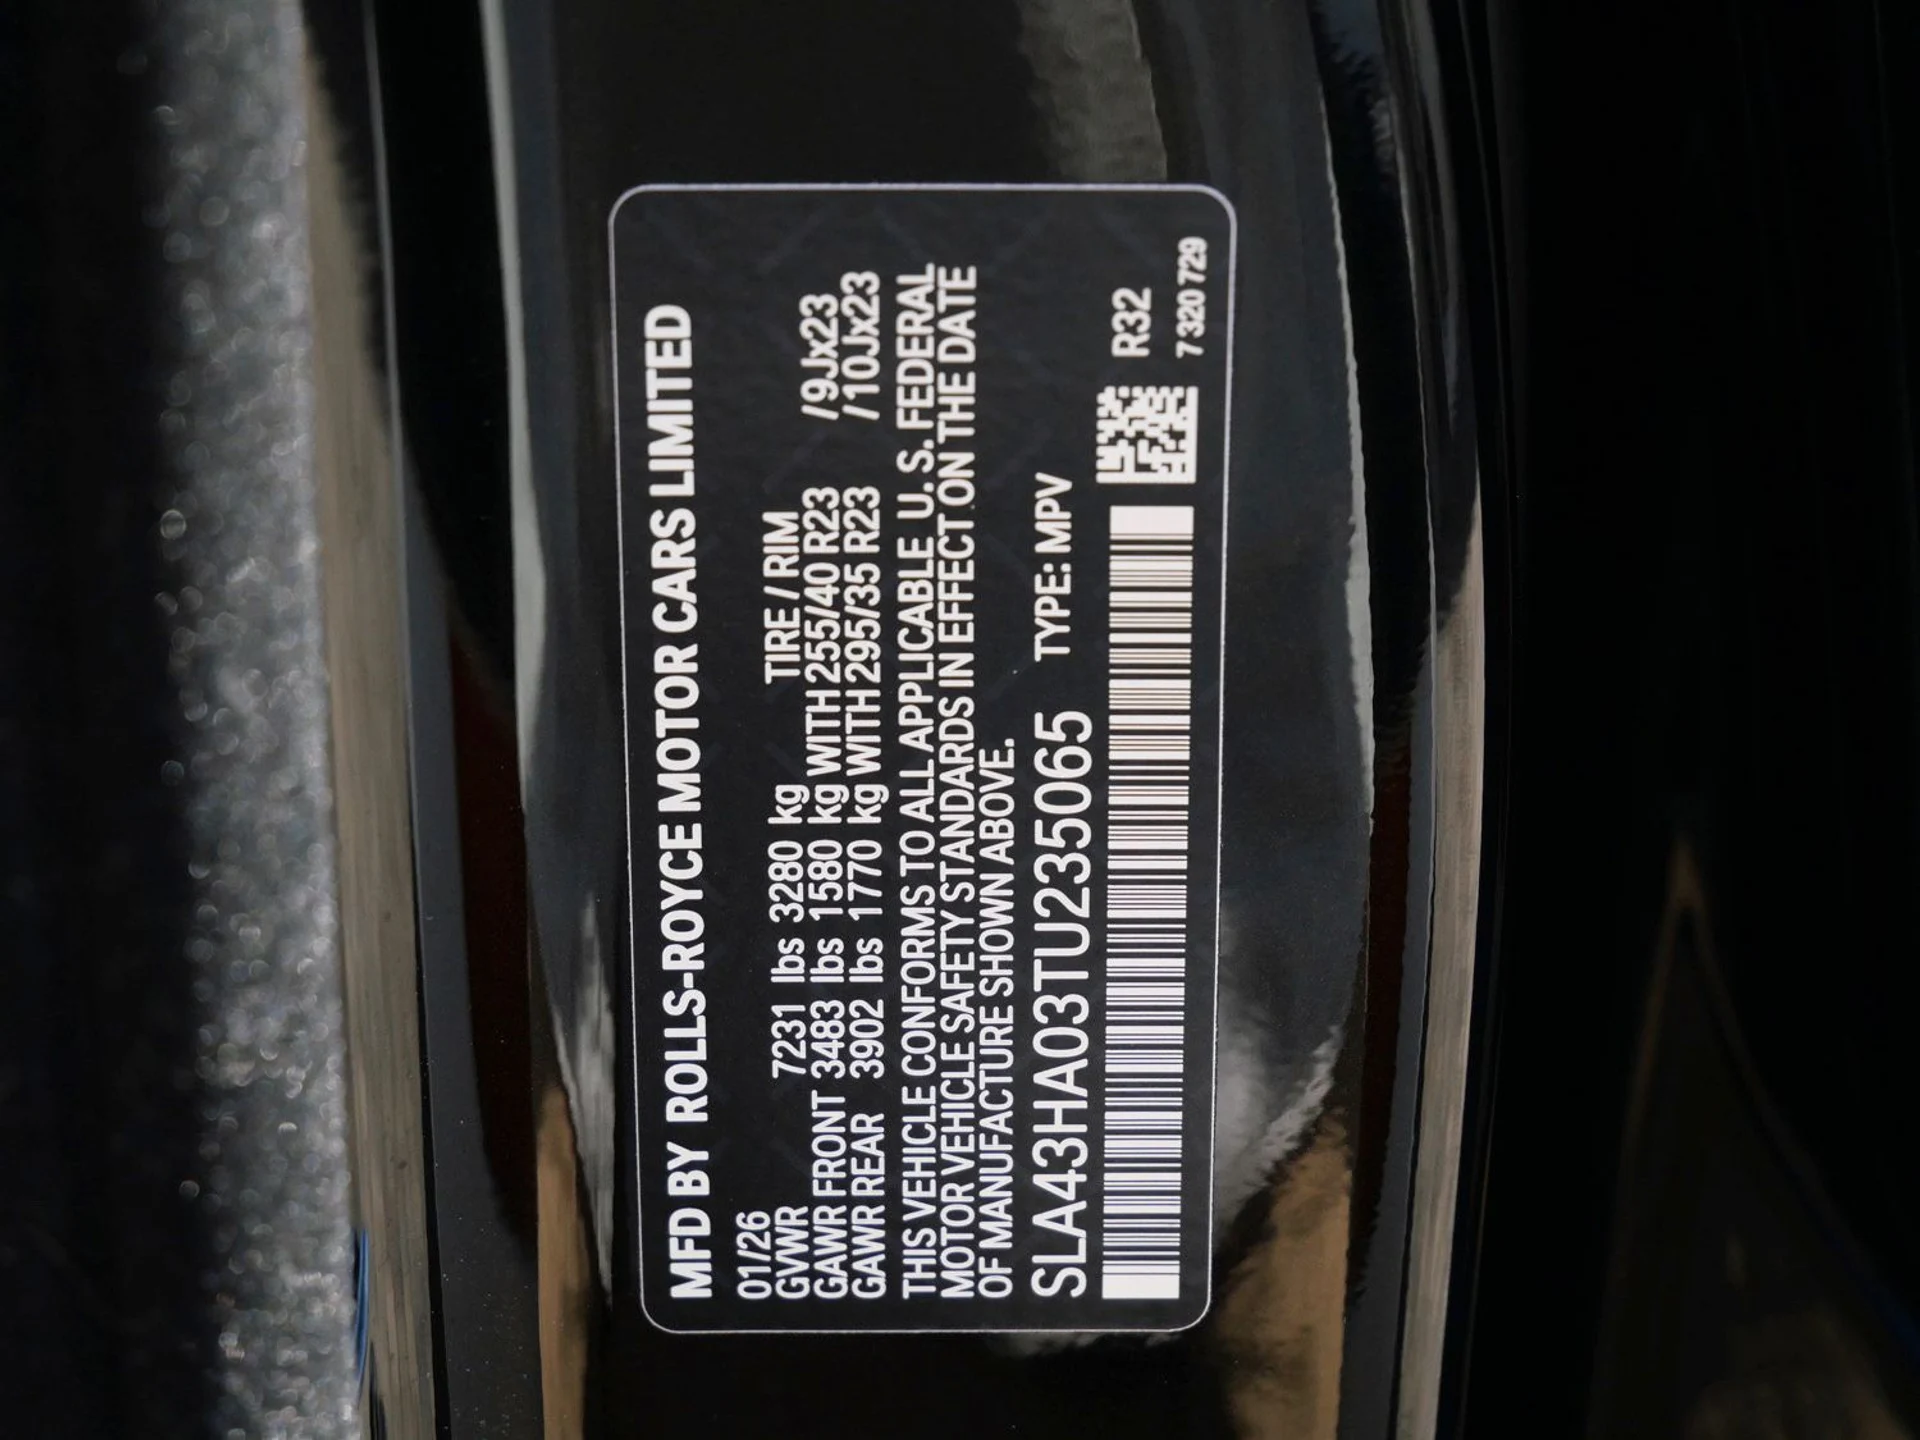 MFD BY ROLLS-ROYCE MOTOR CARS LIMITED
01/26
GVWR 7231 lbs 3280 kg TIRE / RIM
GAWR FRONT 3483 lbs 1580 kg WITH 255/40 R23 /9Jx23
GAWR REAR 3902 lbs 1770 kg WITH 295/35 R23 /10Jx23
THIS VEHICLE CONFORMS TO ALL APPLICABLE U. S. FEDERAL
MOTOR VEHICLE SAFETY STANDARDS IN EFFECT ON THE DATE
OF MANUFACTURE SHOWN ABOVE.
SLA43HA03TU235065 TYPE: MPV
R32
7 320 729